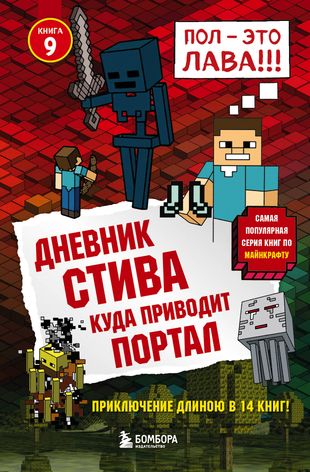 КНИГА
9
ПОЛ – ЭТО
ЛАВА!!!
САМАЯ
ПОПУЛЯРНАЯ
СЕРИЯ КНИГ ПО
МАЙНКРАФТУ
ДНЕВНИК
СТИВА
КУДА ПРИВОДИТ
ПОРТАЛ
ПРИКЛЮЧЕНИЕ ДЛИНОЮ В 14 КНИГ!
БОМБОРА
ИЗДАТЕЛЬСТВО